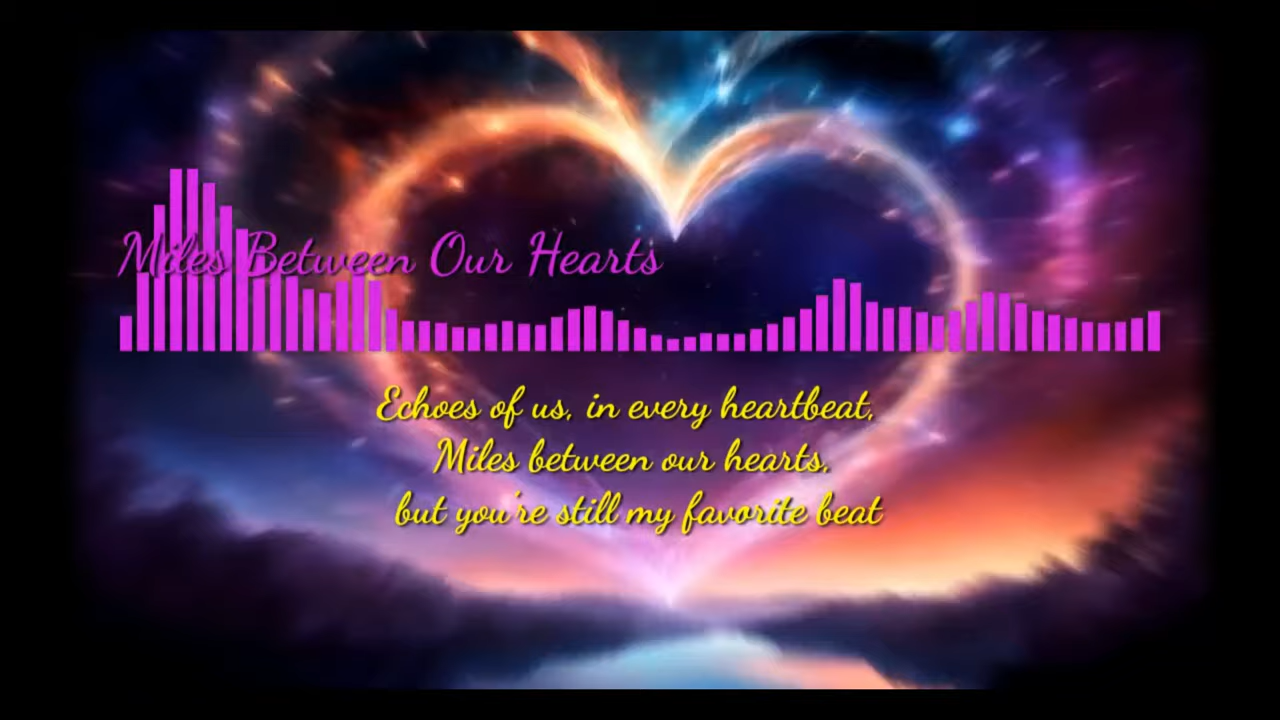 Miles Between Our Hearts
Echoes of us, in every heartbeat,
Miles between our hearts,
but you're still my favorite beat